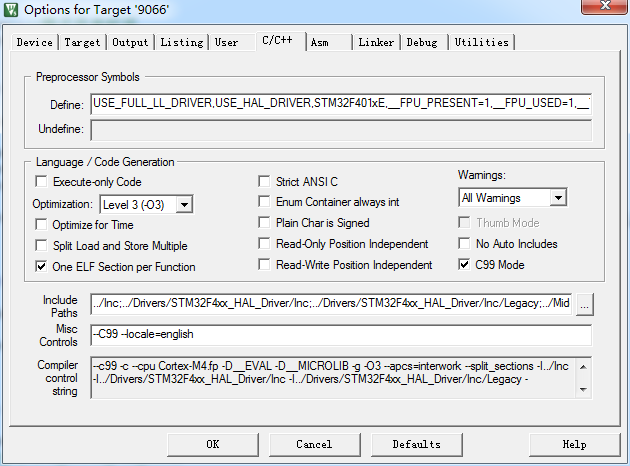 Options for Target '9066'
Device Target Output Listing User C/C++ Asm Linker Debug Utilities
Preprocessor Symbols
Define: USE_FULL_LL_DRIVER,USE_HAL_DRIVER,STM32F401xE,__FPU_PRESENT=1,__FPU_USED=1,__
Undefine:
Language / Code Generation
Execute-only Code Strict ANSI C Warnings:
Optimization: Level 3 (-O3) Enum Container always int All Warnings
Optimize for Time Plain Char is Signed Thumb Mode
Split Load and Store Multiple Read-Only Position Independent No Auto Includes
One ELF Section per Function Read-Write Position Independent C99 Mode
Include Paths ../Inc;../Drivers/STM32F4xx_HAL_Driver/Inc;../Drivers/STM32F4xx_HAL_Driver/Inc/Legacy;../Mid ...
Misc Controls --C99 --locale=english
Compiler control string --c99 -c --cpu Cortex-M4.fp -D__EVAL -D__MICROLIB -g -O3 --apcs=interwork --split_sections -I../Inc
-I../Drivers/STM32F4xx_HAL_Driver/Inc -I../Drivers/STM32F4xx_HAL_Driver/Inc/Legacy -
OK Cancel Defaults Help